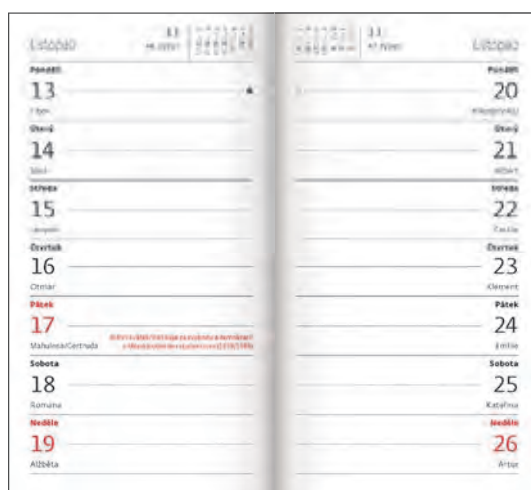 Listopad
11
46. týden
Pondělí
13
Úterý
14
Středa
15
Leopold
Čtvrtek
16
Otmar
Pátek
17
Mahulena/Gertruda
Sobota
18
Romana
Neděle
19
Alžběta
11
47. týden
Listopad
Pondělí
20
Úterý
21
Albert
Středa
22
Cecílie
Čtvrtek
23
Klement
Pátek
24
Emílie
Sobota
25
Kateřina
Neděle
26
Artur